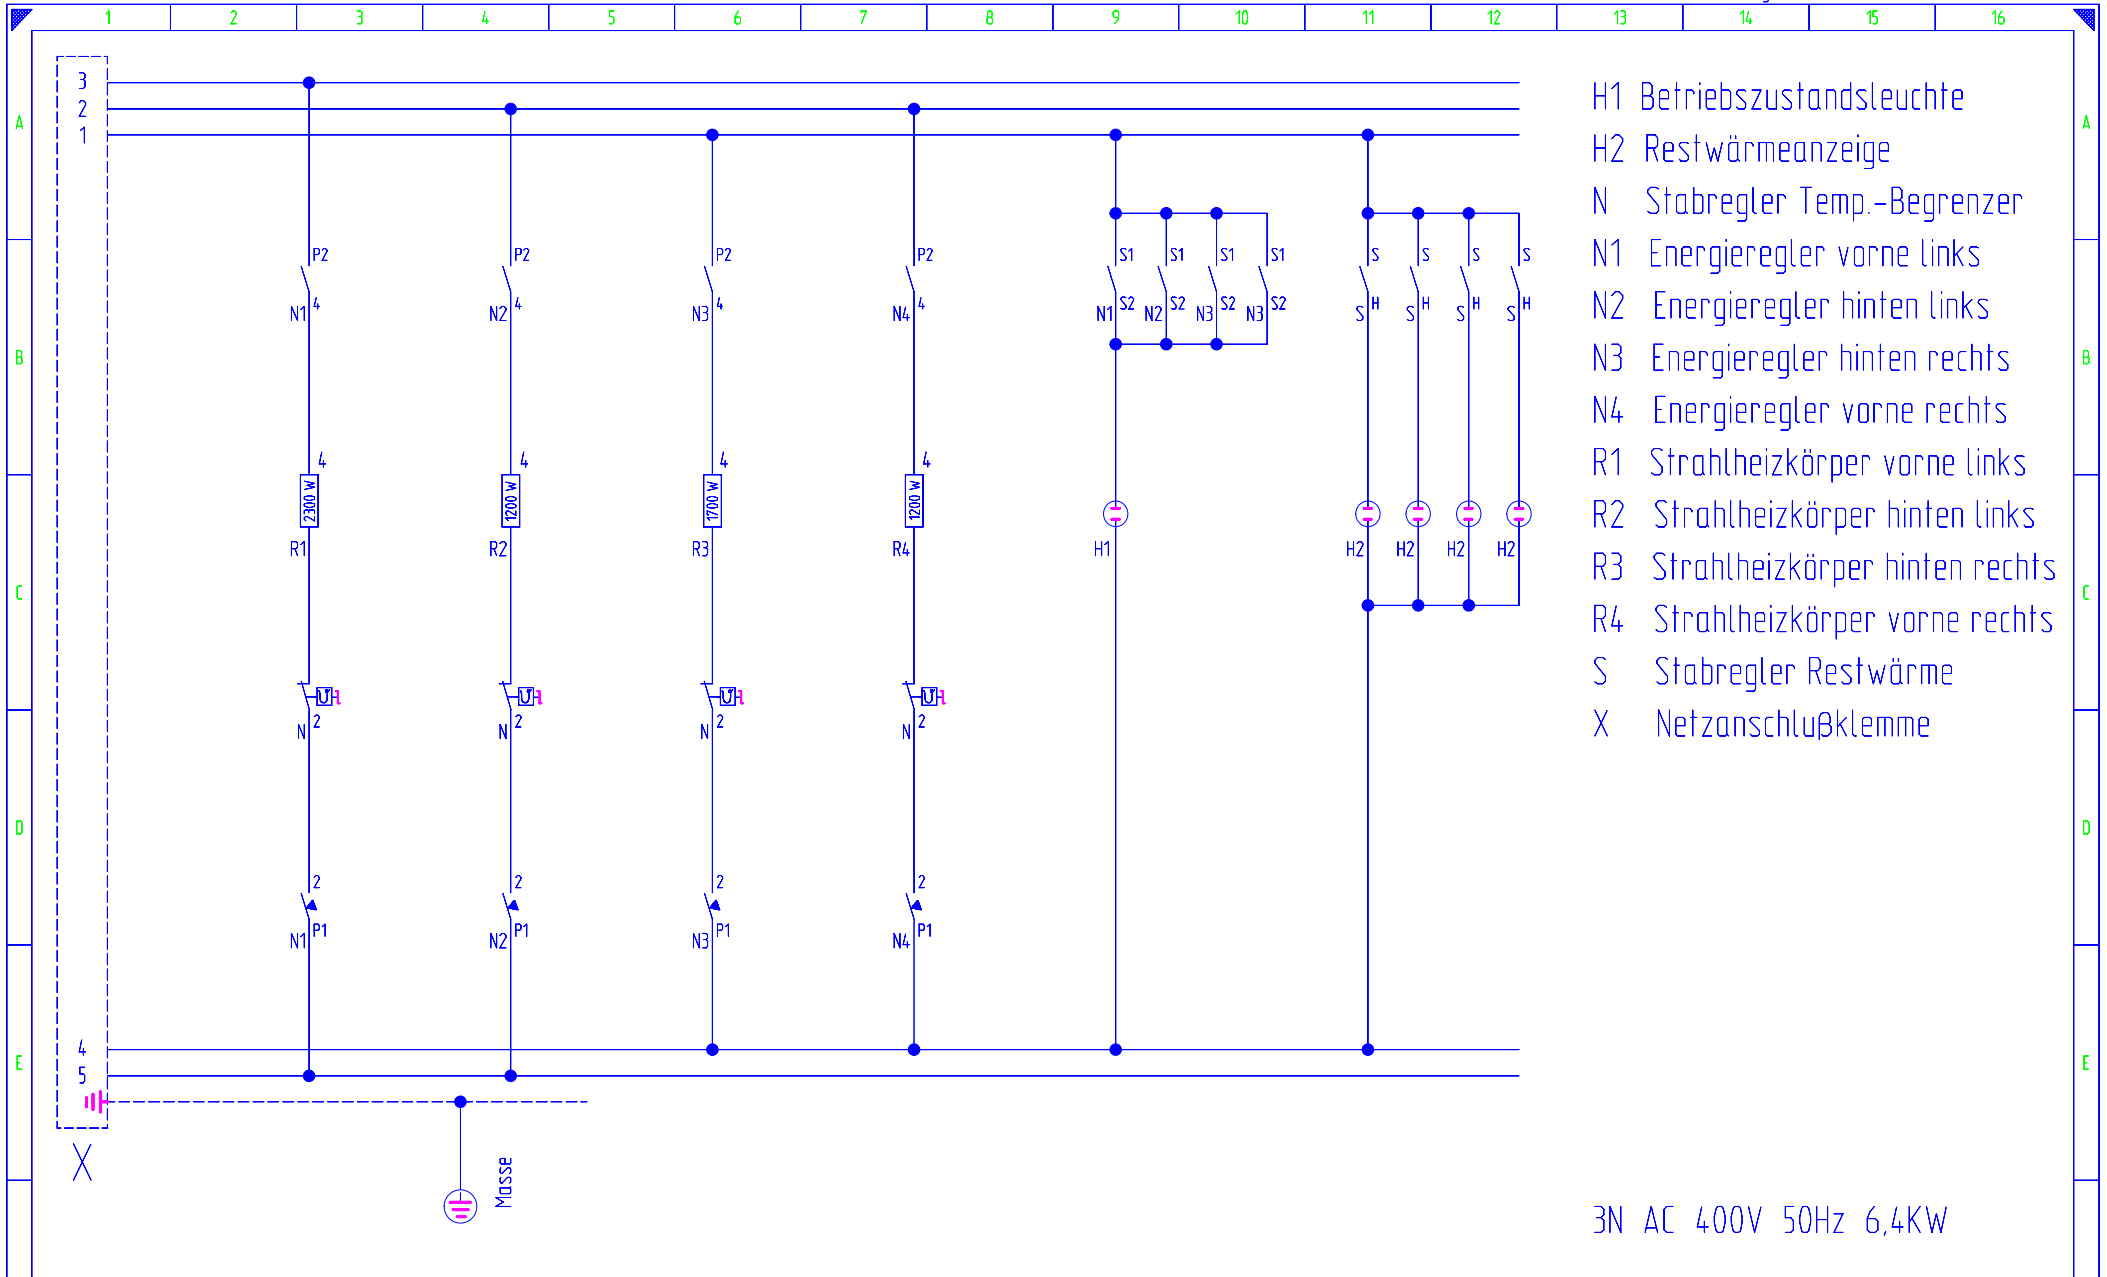 1 2 3 4 5 6 7 8 9 10 11 12 13 14 15 16
3
2
1
A A
H1 Betriebszustandsleuchte
H2 Restwärmeanzeige
N Stabregler Temp.-Begrenzer
N1 Energieregler vorne links
N2 Energieregler hinten links
N3 Energieregler hinten rechts
N4 Energieregler vorne rechts
R1 Strahlheizkörper vorne links
R2 Strahlheizkörper hinten links
R3 Strahlheizkörper hinten rechts
R4 Strahlheizkörper vorne rechts
S Stabregler Restwärme
X Netzanschlußklemme
P2 P2 P2 P2 S1 S1 S1 S1 S S S S
4 4 4 4 S2 S2 S2 S2 H H H H
N1 N2 N3 N4 N1 N2 N3 N3 S S S S
B B
4 4 4 4
2300 W 1200 W 1700 W 1200 W
R1 R2 R3 R4 H1 H2 H2 H2 H2
C C
2 2 2 2
N N N N
D D
2 2 2 2
P1 P1 P1 P1
N1 N2 N3 N4
4
E E
5
X
Masse
3N AC 400V 50Hz 6,4KW